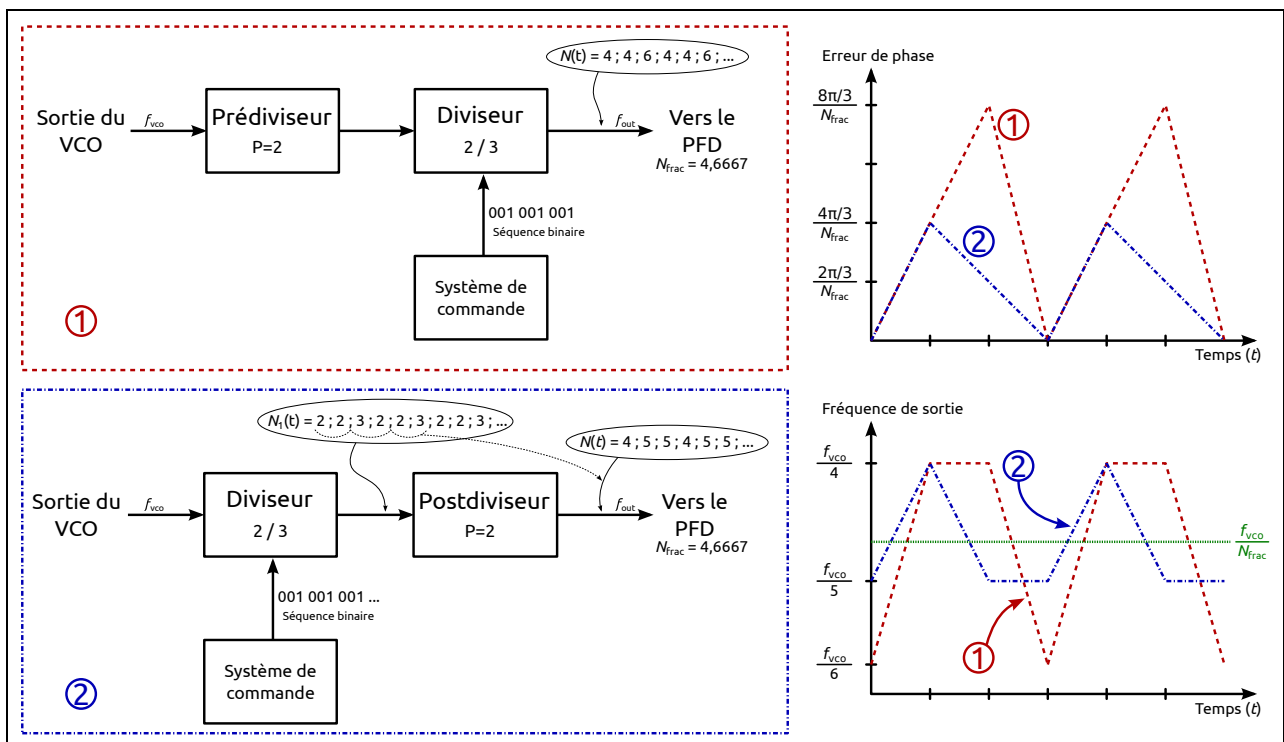 N(t) = 4 ; 4 ; 6 ; 4 ; 4 ; 6 ; ...
Sortie du
VCO
fvco
Prédiviseur
P=2
Diviseur
2 / 3
fout
Vers le
PFD
Nfrac = 4,6667
001 001 001
Séquence binaire
Système de
commande
1
Erreur de phase
8π/3
Nfrac
4π/3
Nfrac
2π/3
Nfrac
1
2
Temps (t)
N1(t) = 2 ; 2 ; 3 ; 2 ; 2 ; 3 ; 2 ; 2 ; 3 ; ...
N(t) = 4 ; 5 ; 5 ; 4 ; 5 ; 5 ; ...
Sortie du
VCO
fvco
Diviseur
2 / 3
Postdiviseur
P=2
fout
Vers le
PFD
Nfrac = 4,6667
001 001 001 ...
Séquence binaire
Système de
commande
2
Fréquence de sortie
fvco
4
fvco
5
fvco
6
2
1
fvco
Nfrac
Temps (t)